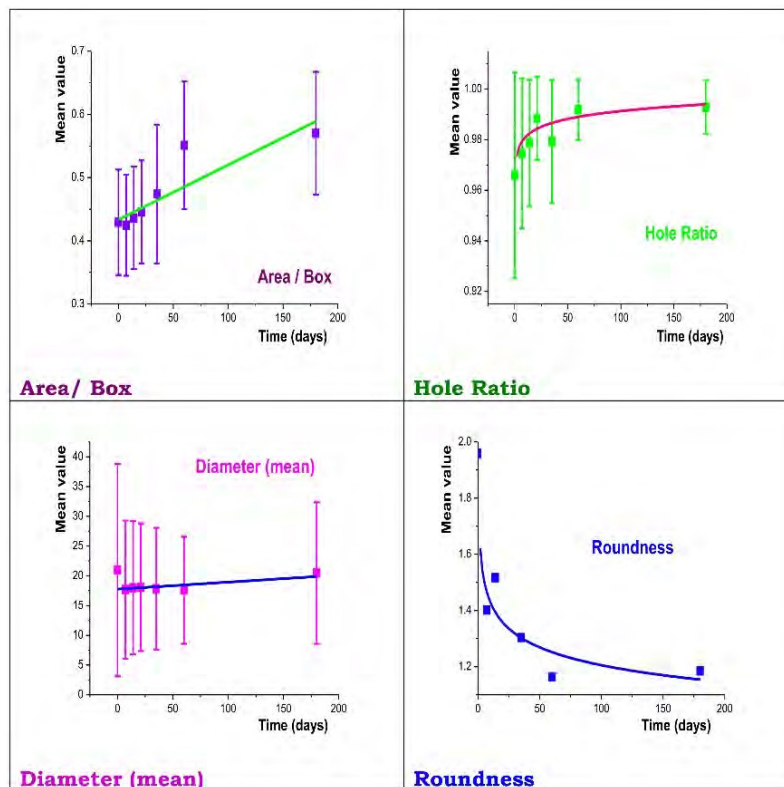 Mean value
0.7
0.6
0.5
0.4
0.3
0 50 100 150 200
Time (days)
Area / Box
Area/ Box
Mean value
1.00
0.98
0.96
0.94
0.92
0 50 100 150 200
Time (days)
Hole Ratio
Hole Ratio
Mean value
40
35
30
25
20
15
10
5
0
0 50 100 150 200
Time (days)
Diameter (mean)
Diameter (mean)
Mean value
2.0
1.8
1.6
1.4
1.2
0 50 100 150 200
Time (days)
Roundness
Roundness